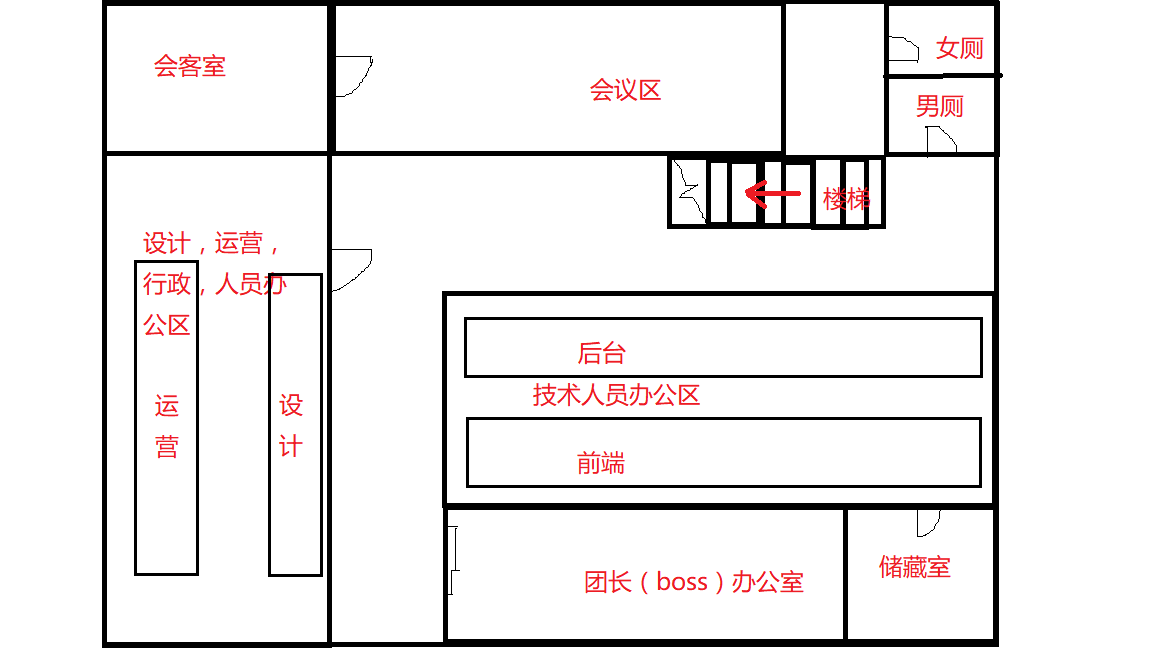 会客室
会议区
女厕
男厕
楼梯
设计，运营，
行政，人员办
公区
运
营
设
计
后台
技术人员办公区
前端
团长（boss）办公室
储藏室